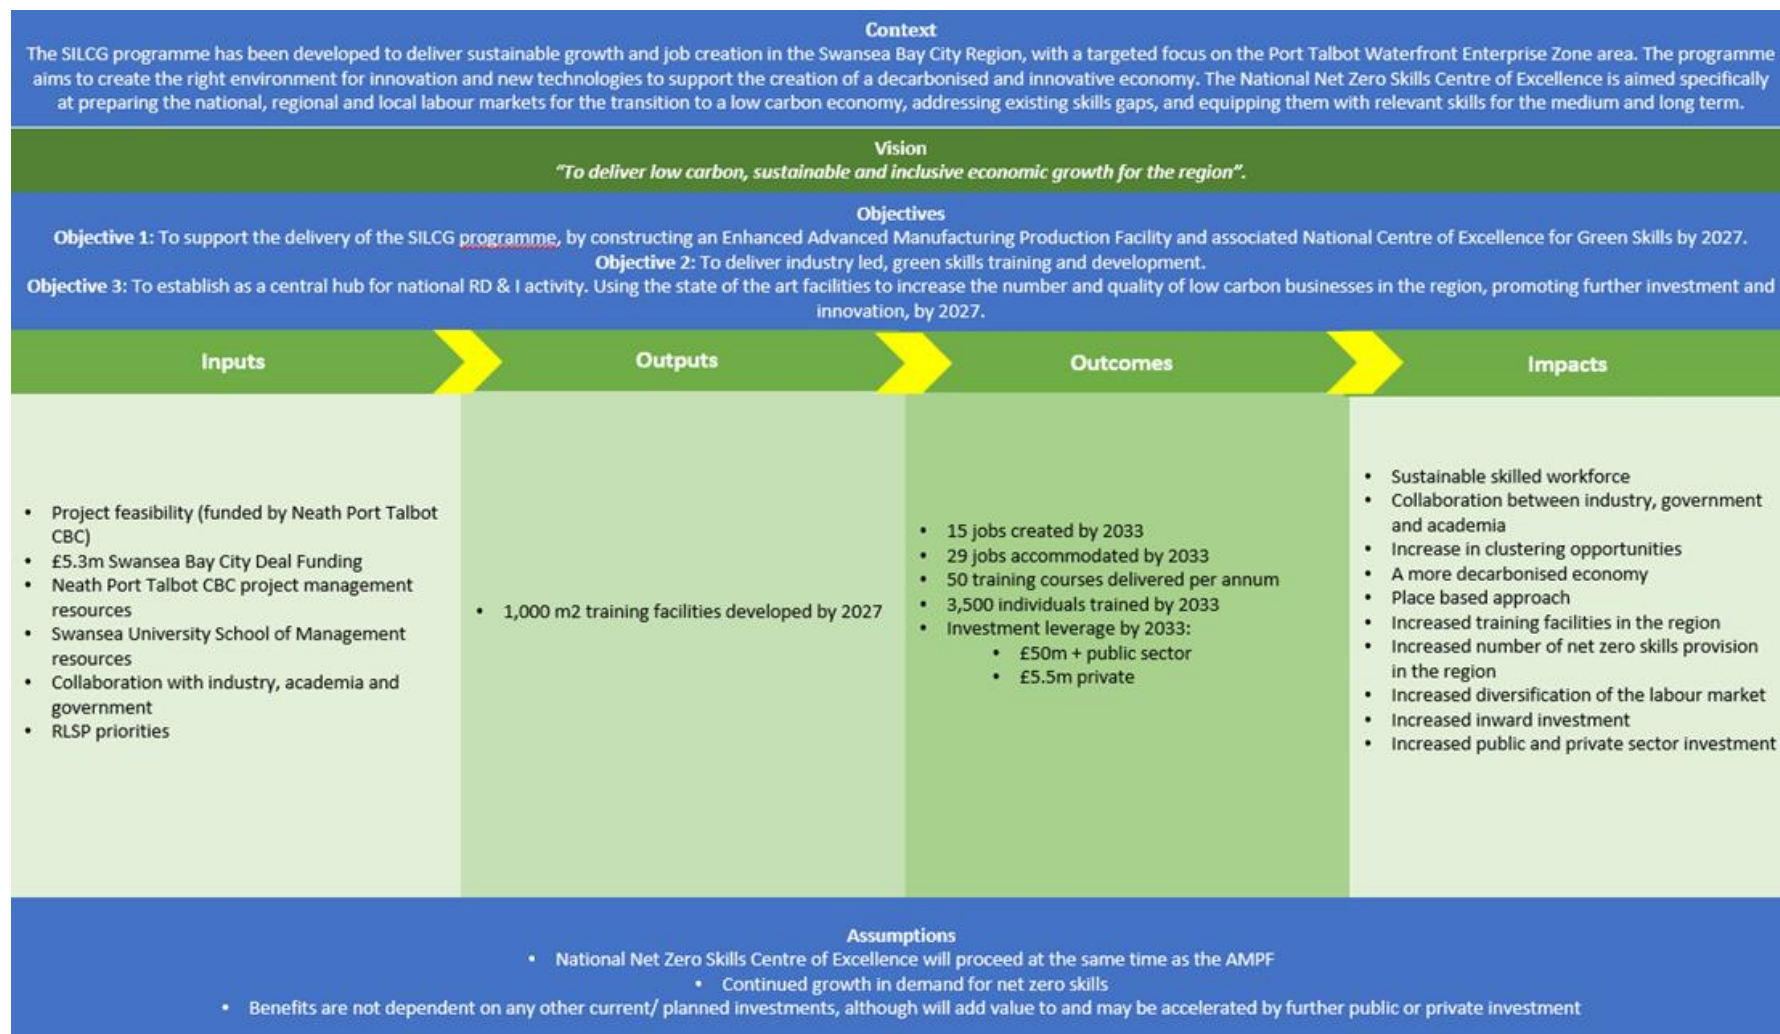 Context
The SILCG programme has been developed to deliver sustainable growth and job creation in the Swansea Bay City Region, with a targeted focus on the Port Talbot Waterfront Enterprise Zone area. The programme
aims to create the right environment for innovation and new technologies to support the creation of a decarbonised and innovative economy. The National Net Zero Skills Centre of Excellence is aimed specifically
at preparing the national, regional and local labour markets for the transition to a low carbon economy, addressing existing skills gaps, and equipping them with relevant skills for the medium and long term.
Vision
“To deliver low carbon, sustainable and inclusive economic growth for the region”.
Objectives
Objective 1: To support the delivery of the SILCG programme, by constructing an Enhanced Advanced Manufacturing Production Facility and associated National Centre of Excellence for Green Skills by 2027.
Objective 2: To deliver industry led, green skills training and development.
Objective 3: To establish as a central hub for national RD & I activity. Using the state of the art facilities to increase the number and quality of low carbon businesses in the region, promoting further investment and
innovation, by 2027.
Inputs
• Project feasibility (funded by Neath Port Talbot
CBC)
• £5.3m Swansea Bay City Deal Funding
• Neath Port Talbot CBC project management
resources
• Swansea University School of Management
resources
• Collaboration with industry, academia and
government
• RLSP priorities
Outputs
• 1,000 m2 training facilities developed by 2027
Outcomes
• 15 jobs created by 2033
• 29 jobs accommodated by 2033
• 50 training courses delivered per annum
• 3,500 individuals trained by 2033
• Investment leverage by 2033:
• £50m + public sector
• £5.5m private
Impacts
• Sustainable skilled workforce
• Collaboration between industry, government
and academia
• Increase in clustering opportunities
• A more decarbonised economy
• Place based approach
• Increased training facilities in the region
• Increased number of net zero skills provision
in the region
• Increased diversification of the labour market
• Increased inward investment
• Increased public and private sector investment
Assumptions
• National Net Zero Skills Centre of Excellence will proceed at the same time as the AMPF
• Continued growth in demand for net zero skills
• Benefits are not dependent on any other current/ planned investments, although will add value to and may be accelerated by further public or private investment